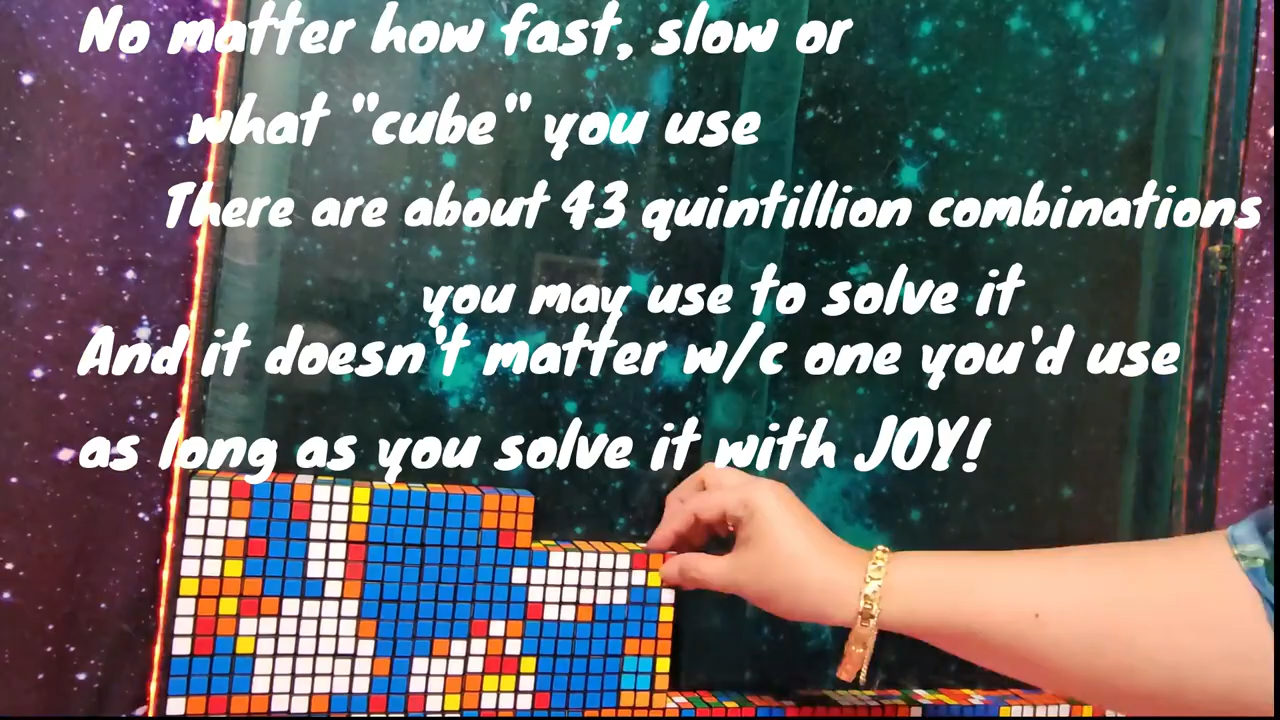 No matter how fast, slow or
what "cube" you use
There are about 43 quintillion combinations
you may use to solve it
And it doesn't matter w/c one you'd use
as long as you solve it with JOY!